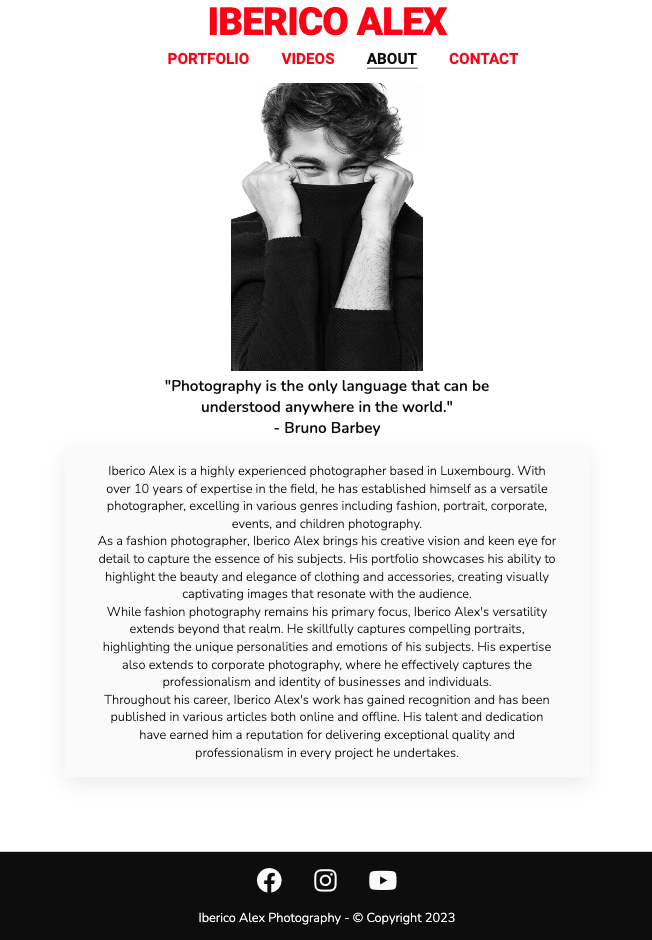 IBERICO ALEX
PORTFOLIO VIDEOS ABOUT CONTACT
"Photography is the only language that can be
understood anywhere in the world."
- Bruno Barbey
Iberico Alex is a highly experienced photographer based in Luxembourg. With
over 10 years of expertise in the field, he has established himself as a versatile
photographer, excelling in various genres including fashion, portrait, corporate,
events, and children photography.
As a fashion photographer, Iberico Alex brings his creative vision and keen eye for
detail to capture the essence of his subjects. His portfolio showcases his ability to
highlight the beauty and elegance of clothing and accessories, creating visually
captivating images that resonate with the audience.
While fashion photography remains his primary focus, Iberico Alex's versatility
extends beyond that realm. He skillfully captures compelling portraits,
highlighting the unique personalities and emotions of his subjects. His expertise
also extends to corporate photography, where he effectively captures the
professionalism and identity of businesses and individuals.
Throughout his career, Iberico Alex's work has gained recognition and has been
published in various articles both online and offline. His talent and dedication
have earned him a reputation for delivering exceptional quality and
professionalism in every project he undertakes.
Iberico Alex Photography - © Copyright 2023